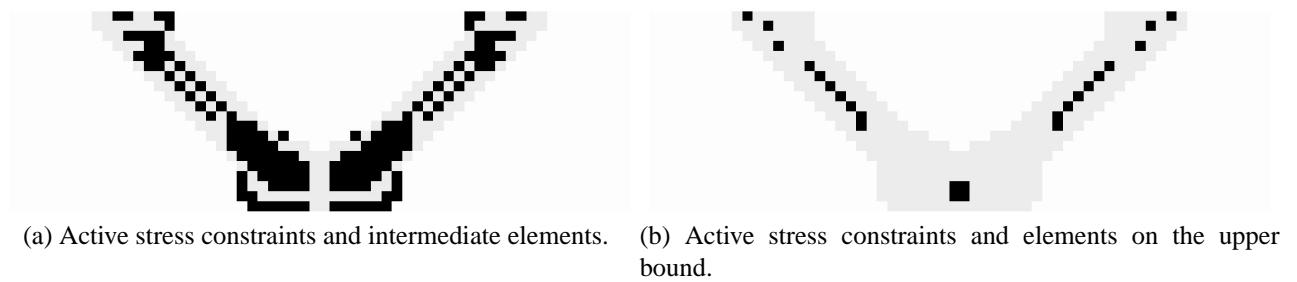 (a) Active stress constraints and intermediate elements.
(b) Active stress constraints and elements on the upper
bound.